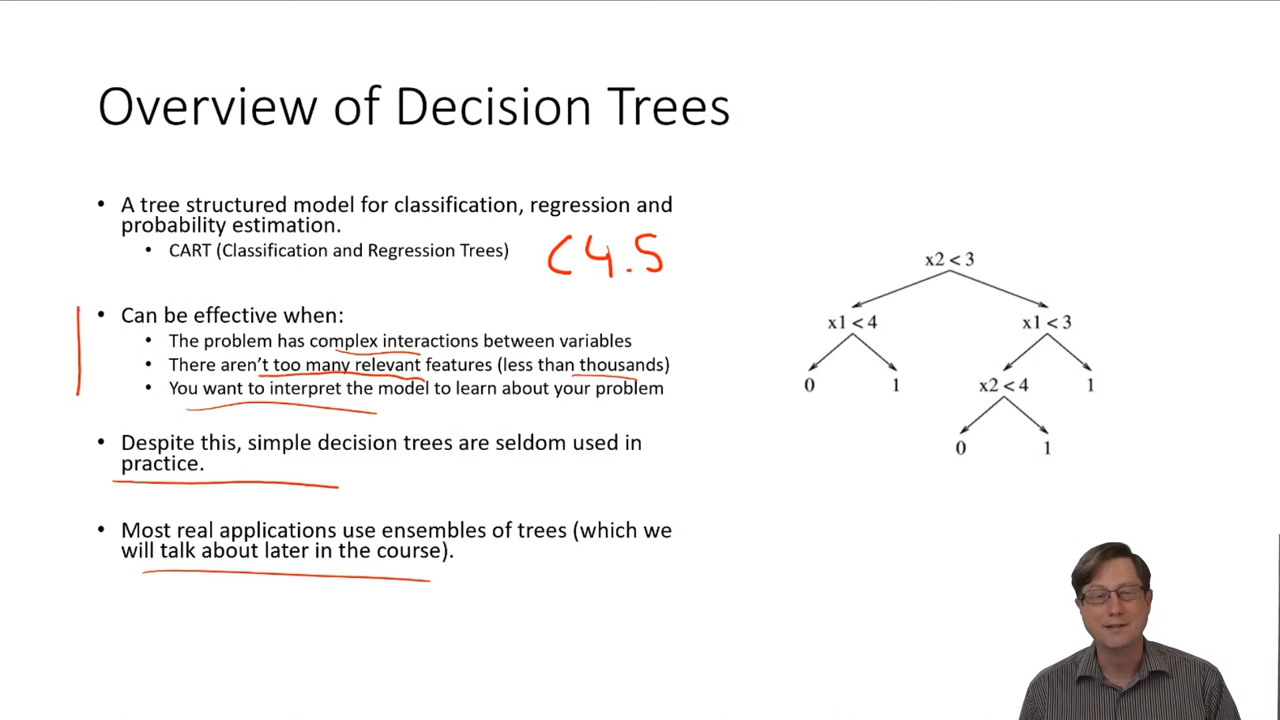 Overview of Decision Trees
• A tree structured model for classification, regression and
probability estimation.
• CART (Classification and Regression Trees)
C4.5
• Can be effective when:
• The problem has complex interactions between variables
• There aren't too many relevant features (less than thousands)
• You want to interpret the model to learn about your problem
• Despite this, simple decision trees are seldom used in
practice.
• Most real applications use ensembles of trees (which we
will talk about later in the course).
x2 < 3
x1 < 4 x1 < 3
0 1 x2 < 4 1
0 1